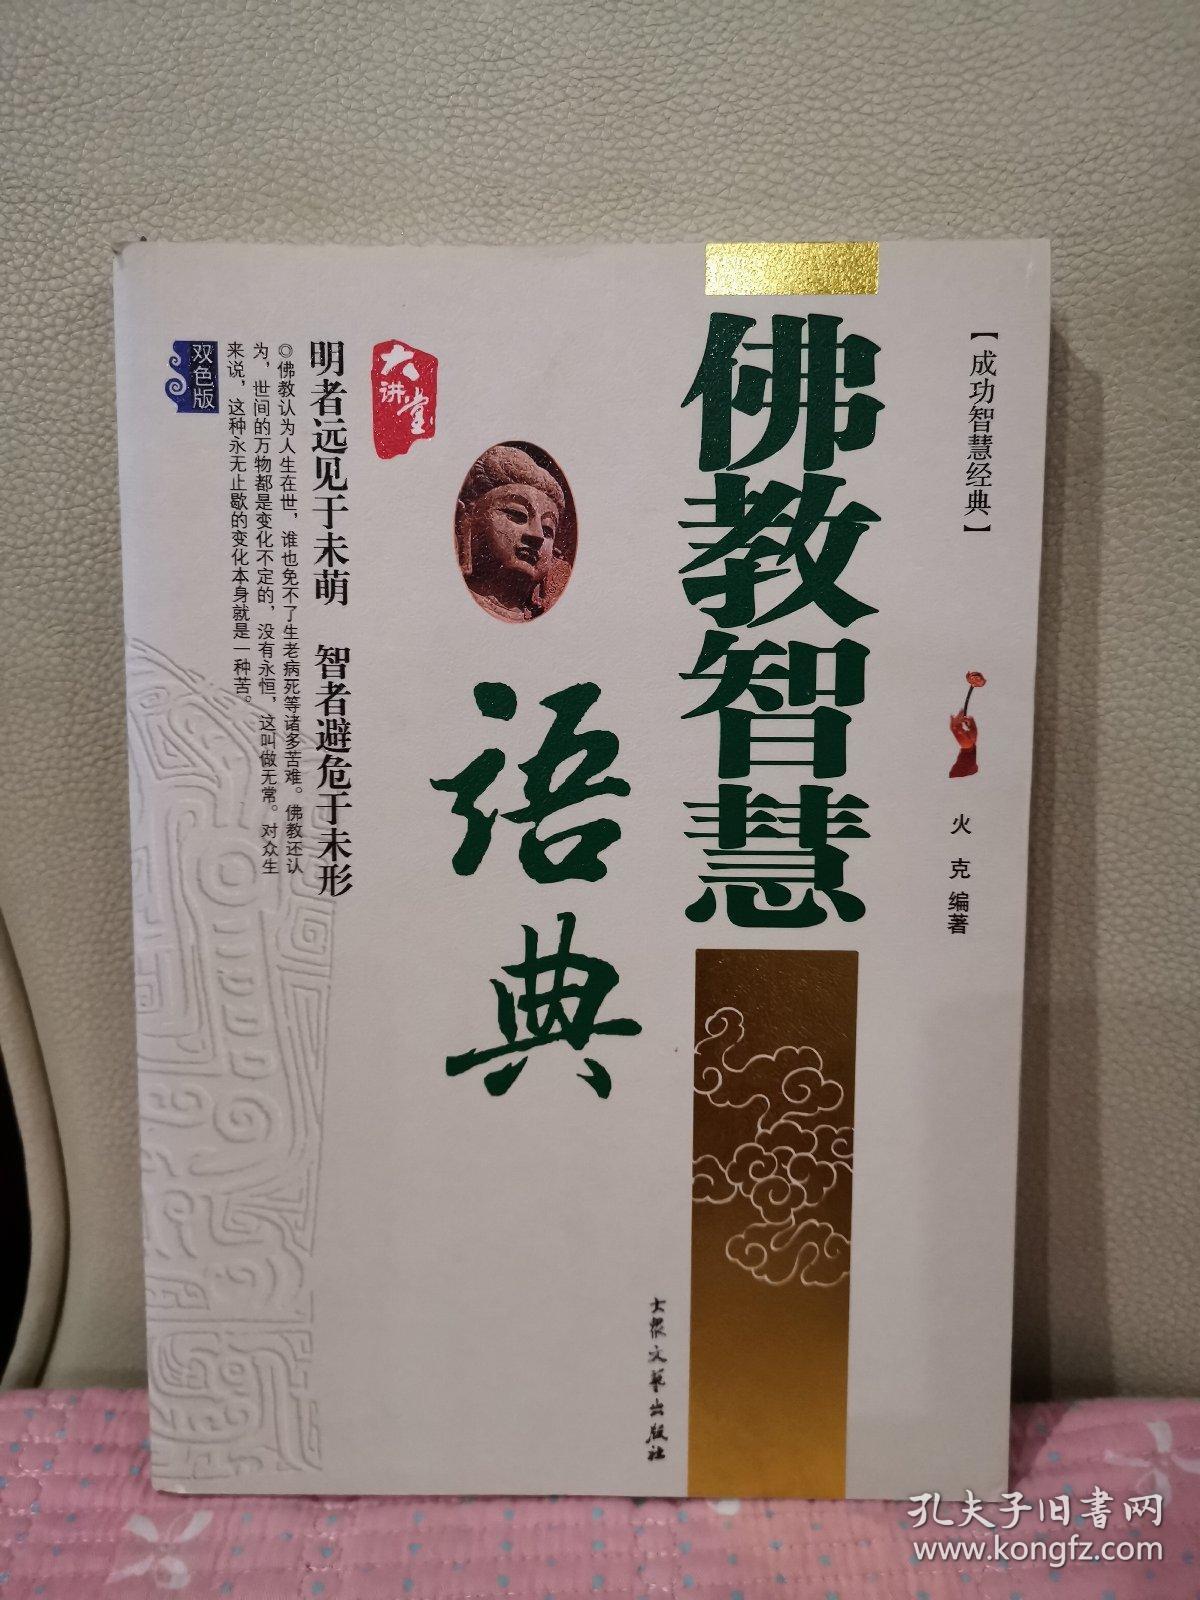 【成功智慧经典】
火克 编著
佛教智慧
语典
大众文艺出版社
大讲堂
明者远见于未萌 智者避危于未形
◎佛教认为人生在世，谁也免不了生老病死等诸多苦难。佛教还认
为，世间的万物都是变化不定的，没有永恒，这叫做无常。对众生
来说，这种永无止歇的变化本身就是一种苦。
双色版
孔夫子旧书网
www.kongfz.com